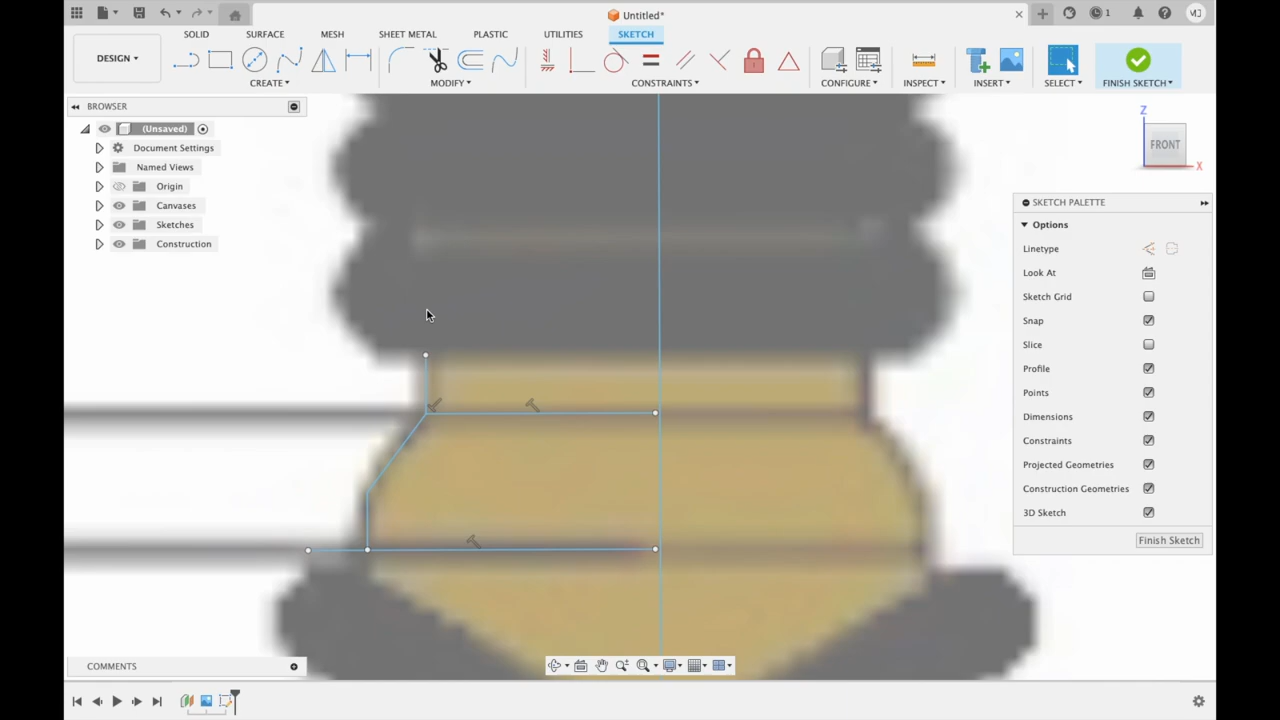 Untitled*
1
MJ
DESIGN
SOLID SURFACE MESH SHEET METAL PLASTIC UTILITIES SKETCH
CREATE MODIFY CONSTRAINTS CONFIGURE INSPECT INSERT SELECT FINISH SKETCH
BROWSER
(Unsaved)
Document Settings
Named Views
Origin
Canvases
Sketches
Construction
Z
FRONT
X
SKETCH PALETTE
Options
Linetype
Look At
Sketch Grid
Snap
Slice
Profile
Points
Dimensions
Constraints
Projected Geometries
Construction Geometries
3D Sketch
Finish Sketch
COMMENTS